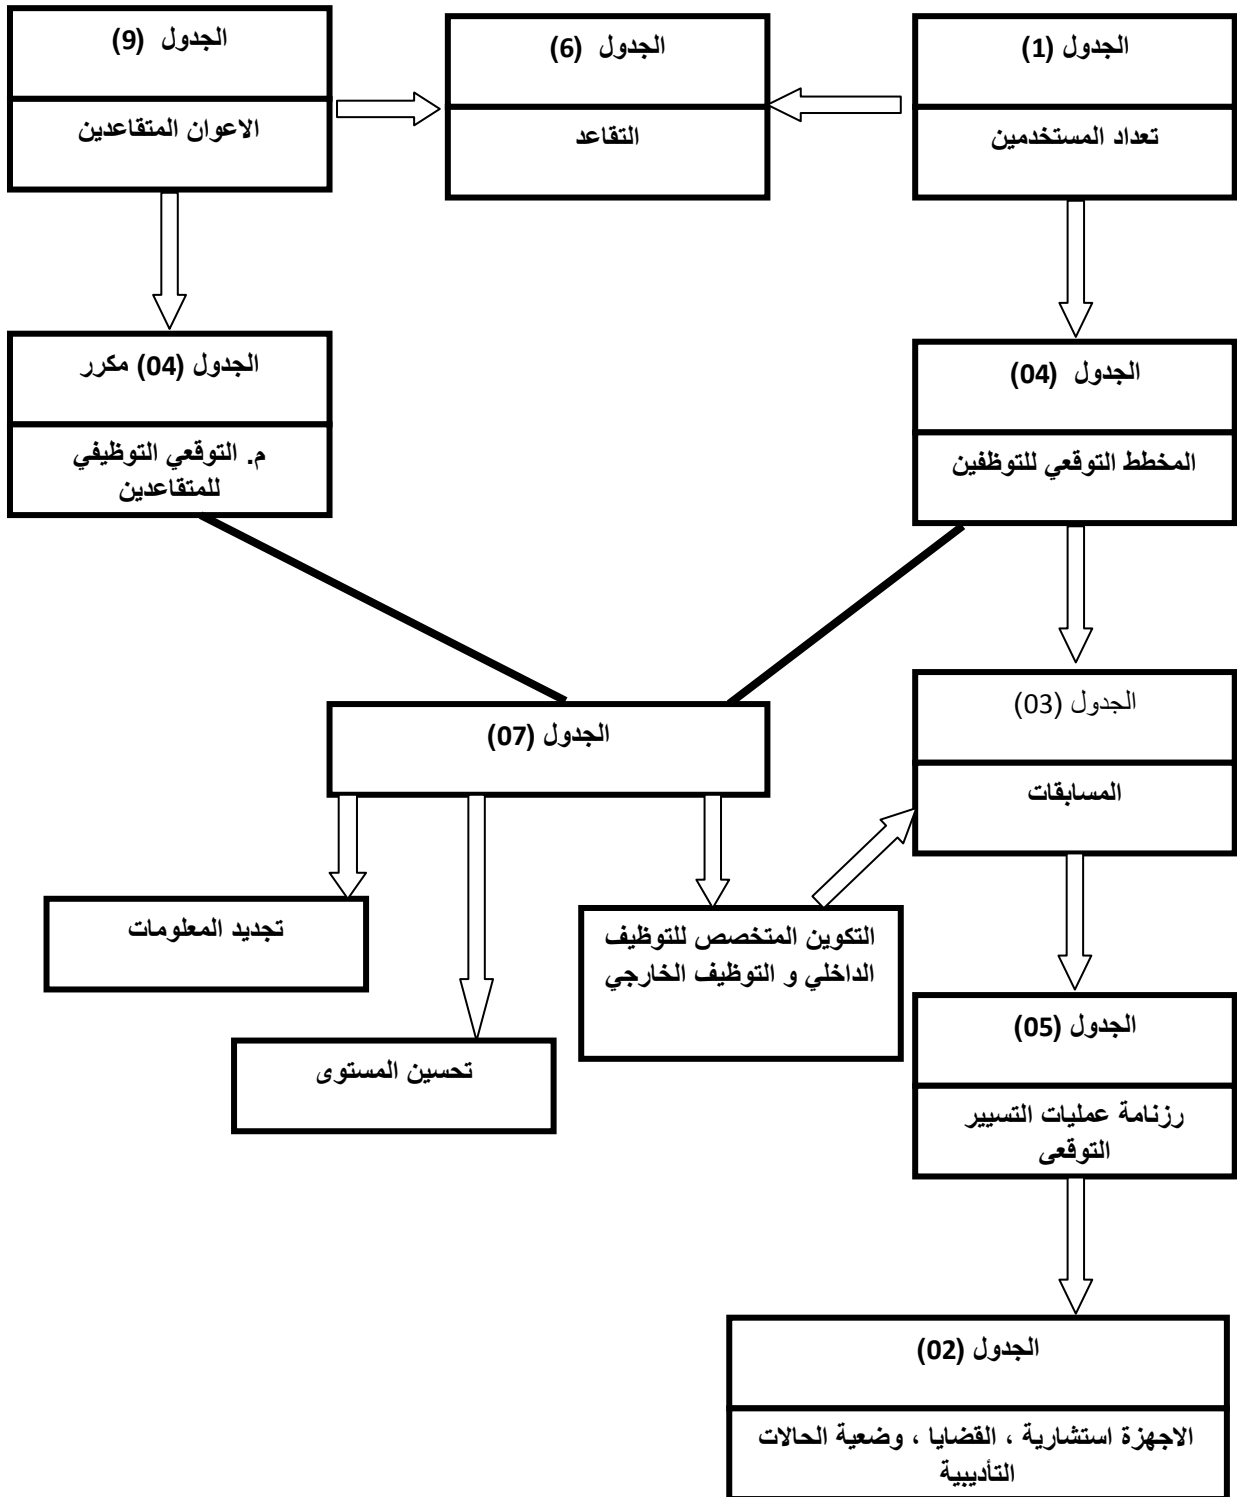 الجدول (1)
تعداد المستخدمين
الجدول (6)
التقاعد
الجدول (9)
الاعوان المتقاعدين
الجدول (04)
المخطط التوقعي للتوظفين
الجدول (04) مكرر
م. التوقعي التوظيفي
للمتقاعدين
الجدول (03)
المسابقات
الجدول (07)
التكوين المتخصص للتوظيف
الداخلي و التوظيف الخارجي
تجديد المعلومات
تحسين المستوى
الجدول (05)
رزنامة عمليات التسيير
التوقعى
الجدول (02)
الاجهزة استشارية ، القضايا ، وضعية الحالات
التأديبية